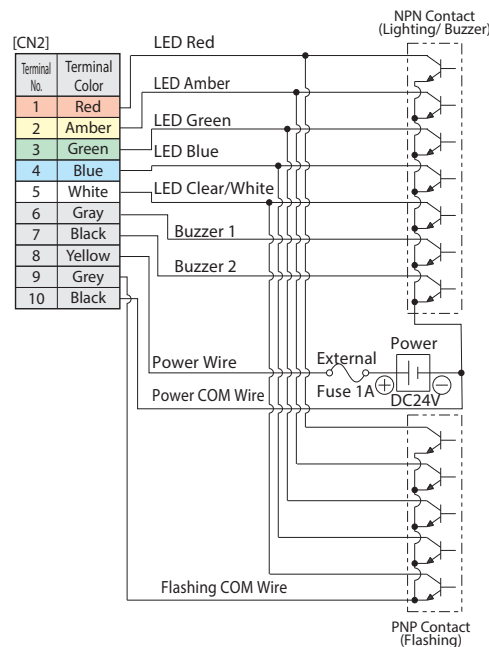 NPN Contact
(Lighting/ Buzzer)
[CN2]
Terminal No. Terminal Color
1 Red
2 Amber
3 Green
4 Blue
5 White
6 Gray
7 Black
8 Yellow
9 Grey
10 Black
LED Red
LED Amber
LED Green
LED Blue
LED Clear/White
Buzzer 1
Buzzer 2
Power Wire
External
Fuse 1A
Power
DC24V
Power COM Wire
Flashing COM Wire
PNP Contact
(Flashing)